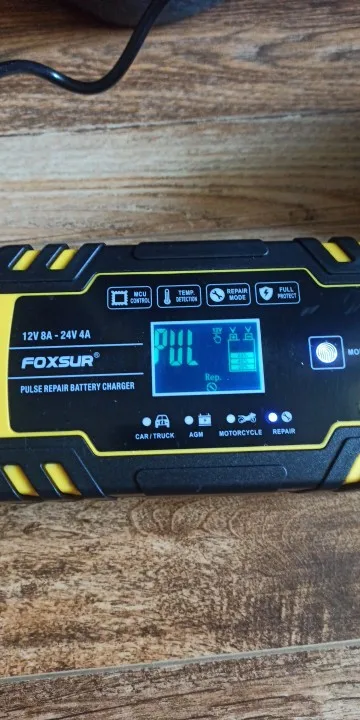 MCU CONTROL
TEMP. DETECTION
REPAIR MODE
FULL PROTECT
12V 8A - 24V 4A
FOXSUR®
PULSE REPAIR BATTERY CHARGER
PUL
Rep.
MO
CAR / TRUCK
AGM
MOTORCYCLE
REPAIR